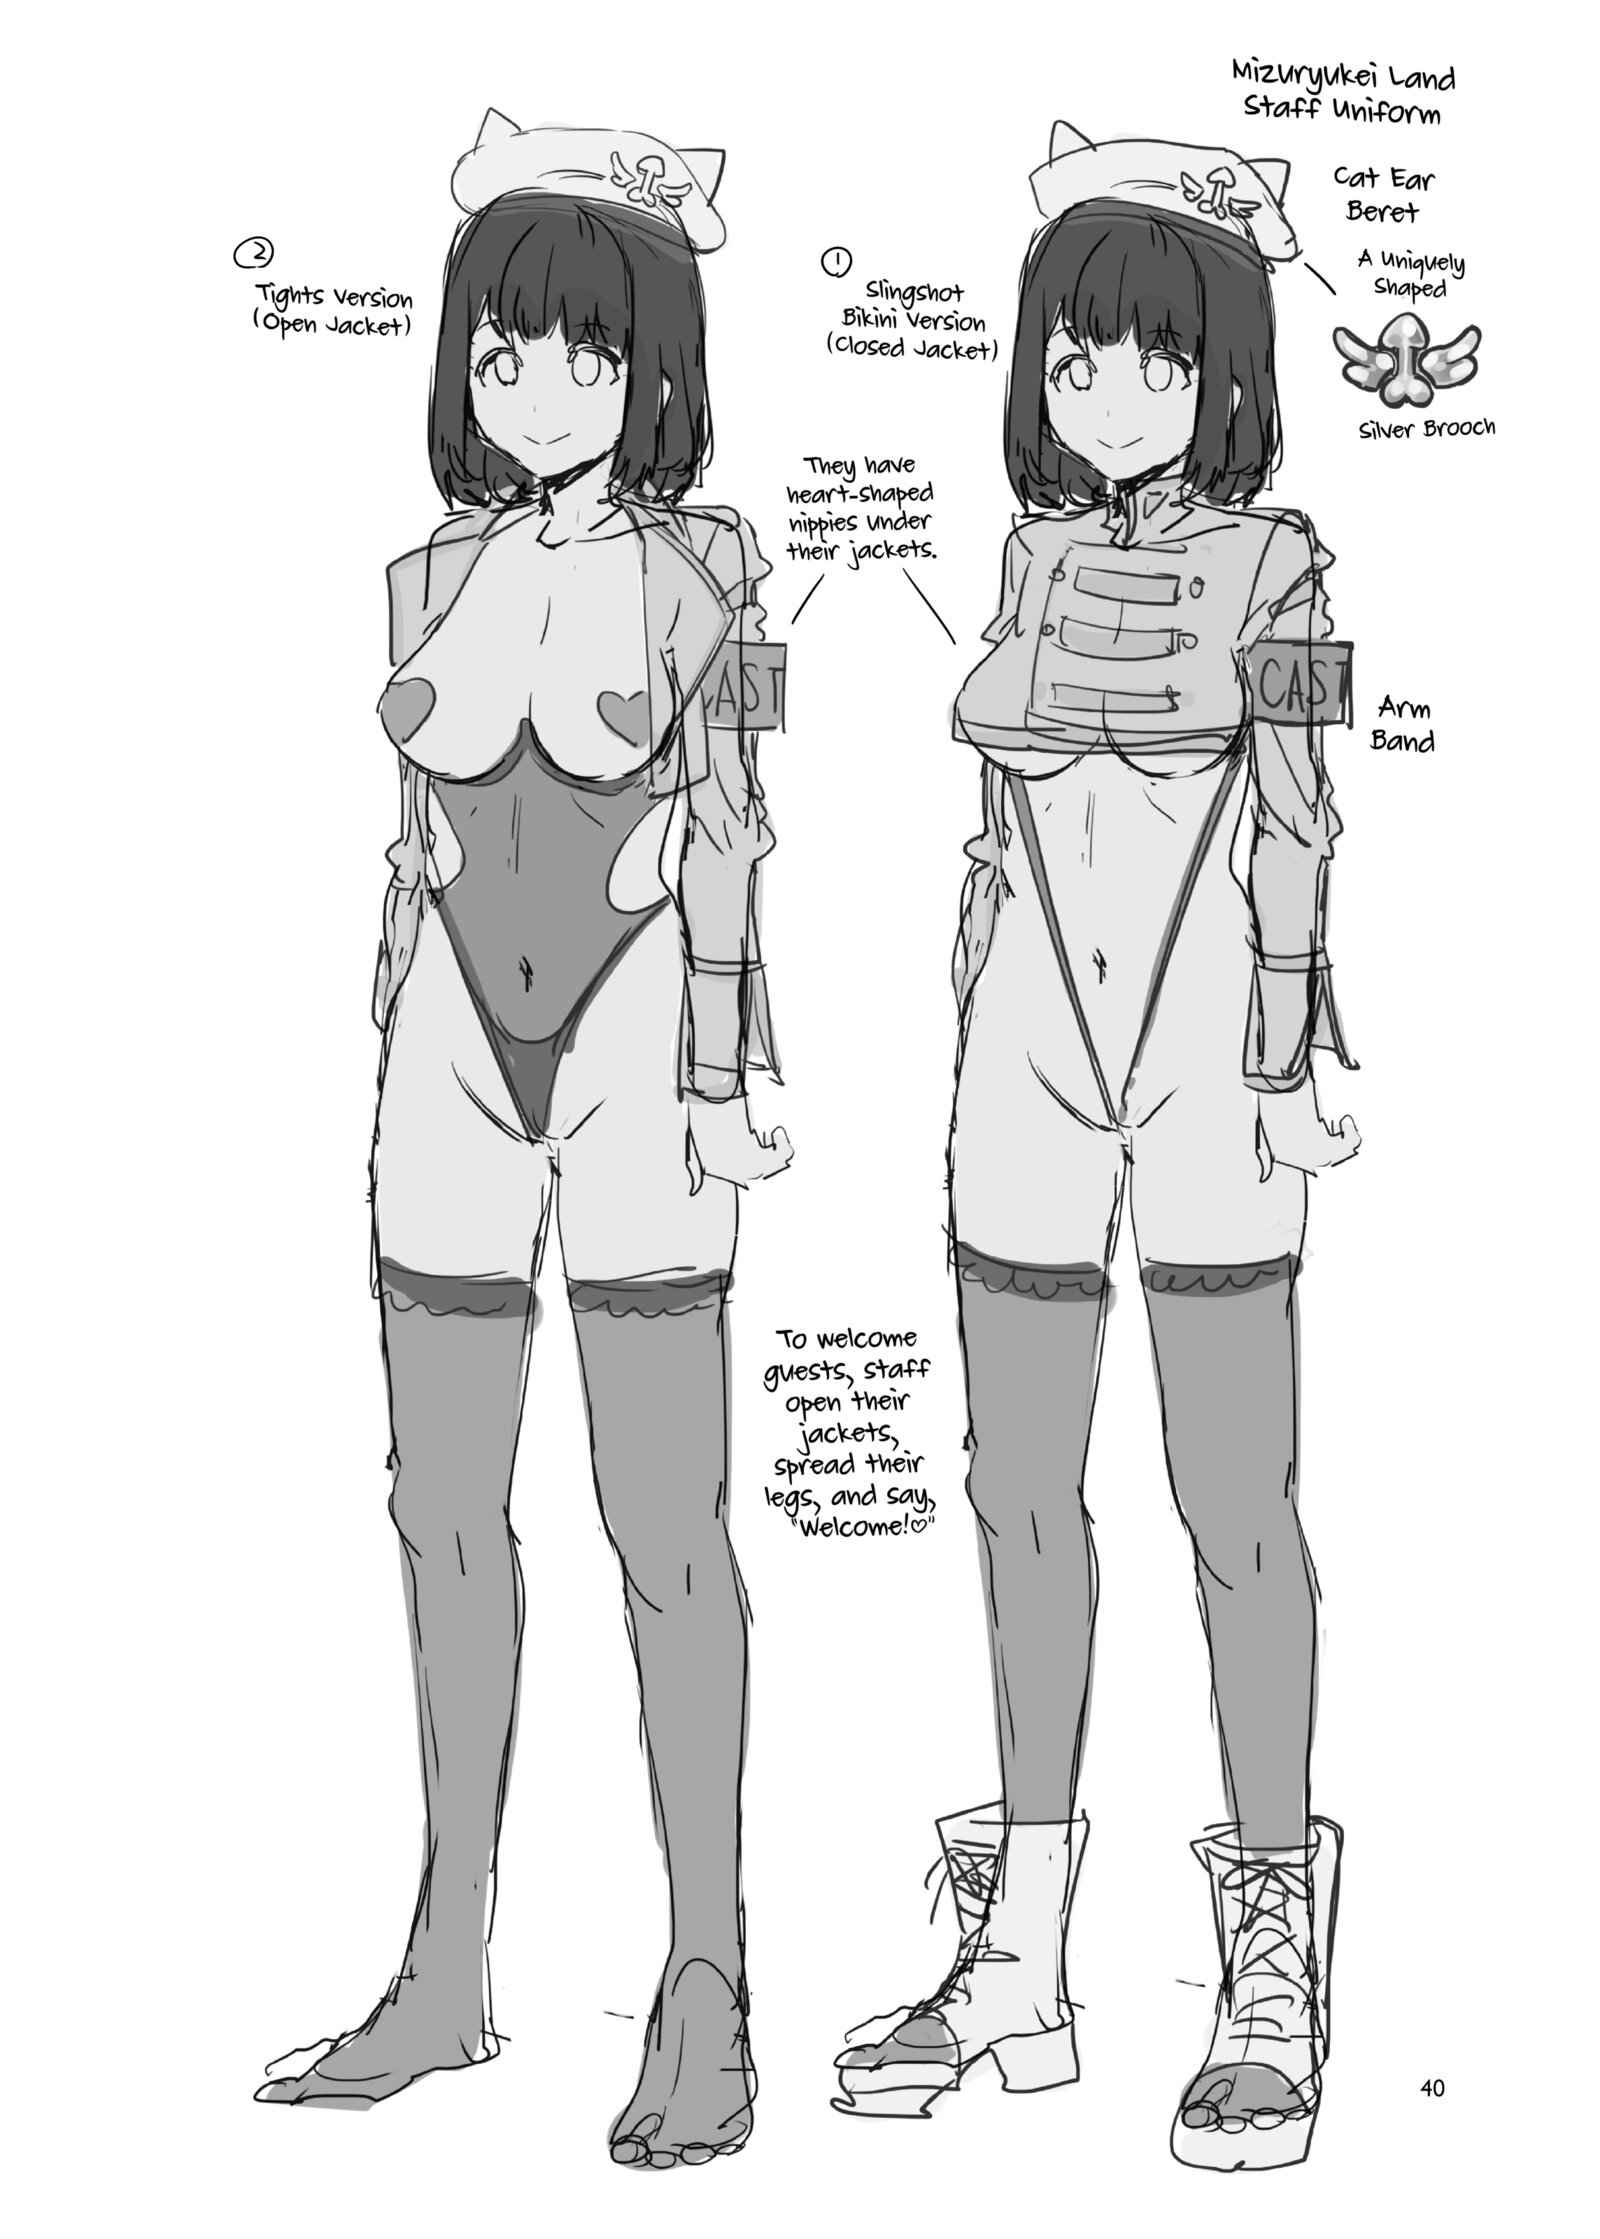 Mizuryukei Land
Staff Uniform
Cat Ear
Beret
A Uniquely
Shaped
Silver Brooch
②
Tights Version
(Open Jacket)
①
Slingshot
Bikini Version
(Closed Jacket)
They have
heart-shaped
nippies under
their jackets.
CAST
CAST
Arm
Band
To welcome
guests, staff
open their
jackets,
spread their
legs, and say,
"Welcome!♡"
40